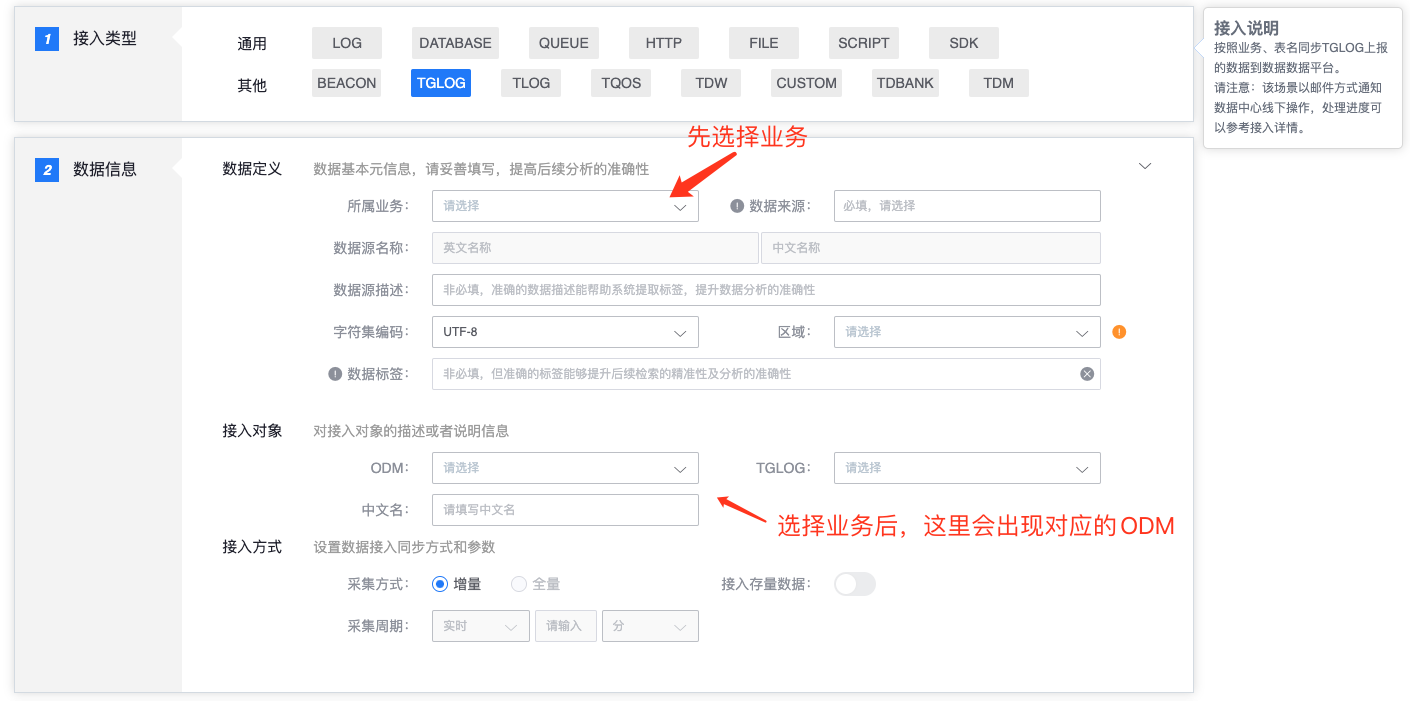 1 接入类型
通用 LOG DATABASE QUEUE HTTP FILE SCRIPT SDK
其他 BEACON TGLOG TLOG TQOS TDW CUSTOM TDBANK TDM
接入说明
按照业务、表名同步TGLOG上报
的数据到数据数据平台。
请注意：该场景以邮件方式通知
数据中心线下操作，处理进度可
以参考接入详情。
先选择业务
2 数据信息
数据定义 数据基本元信息，请妥善填写，提高后续分析的准确性
所属业务： 请选择 数据来源： 必填，请选择
数据源名称： 英文名称 中文名称
数据源描述： 非必填，准确的数据描述能帮助系统提取标签，提升数据分析的准确性
字符集编码： UTF-8 区域： 请选择
数据标签： 非必填，但准确的标签能够提升后续检索的精准性及分析的准确性
接入对象 对接入对象的描述或者说明信息
ODM： 请选择 TGLOG： 请选择
中文名： 请填写中文名
选择业务后，这里会出现对应的ODM
接入方式 设置数据接入同步方式和参数
采集方式： 增量 全量 接入存量数据：
采集周期： 实时 请输入 分